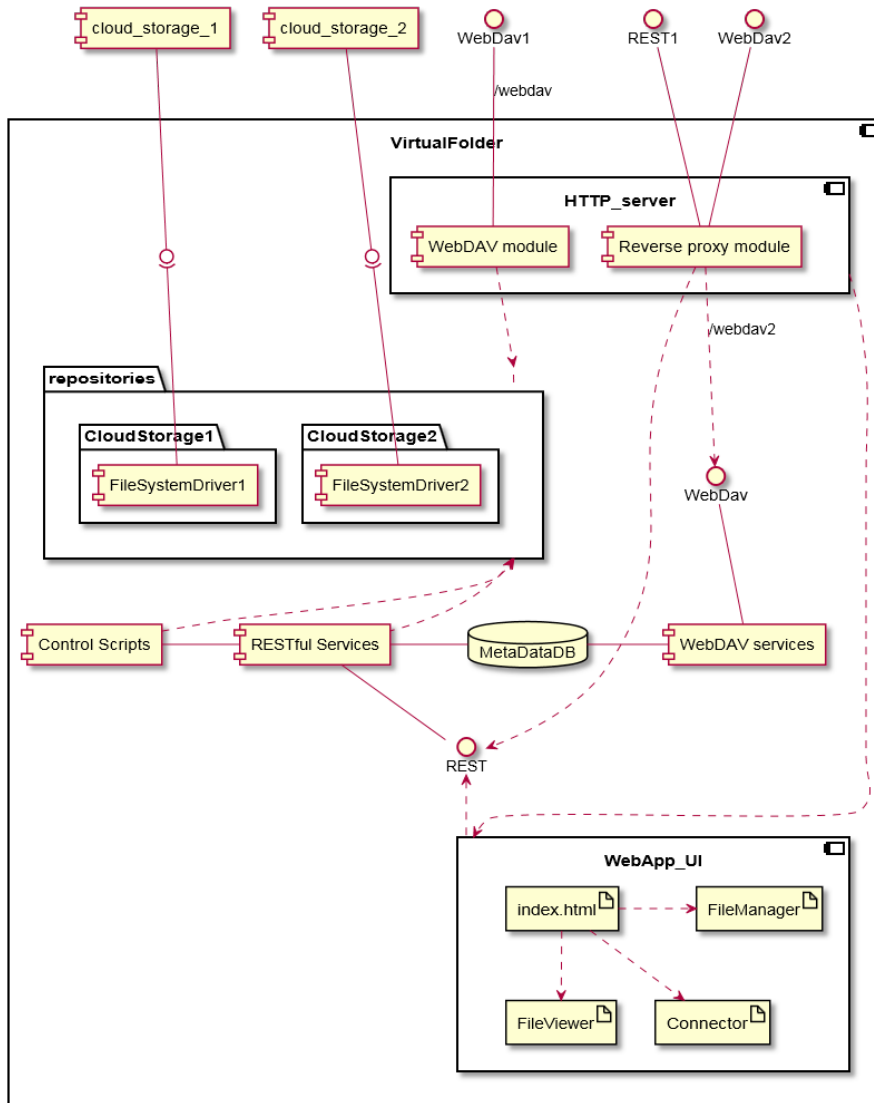 cloud_storage_1
cloud_storage_2
WebDav1
REST1
WebDav2
/webdav
VirtualFolder
HTTP_server
WebDAV module
Reverse proxy module
/webdav2
repositories
CloudStorage1
CloudStorage2
FileSystemDriver1
FileSystemDriver2
WebDav
Control Scripts
RESTful Services
MetaDataDB
WebDAV services
REST
WebApp_UI
index.html
FileManager
FileViewer
Connector